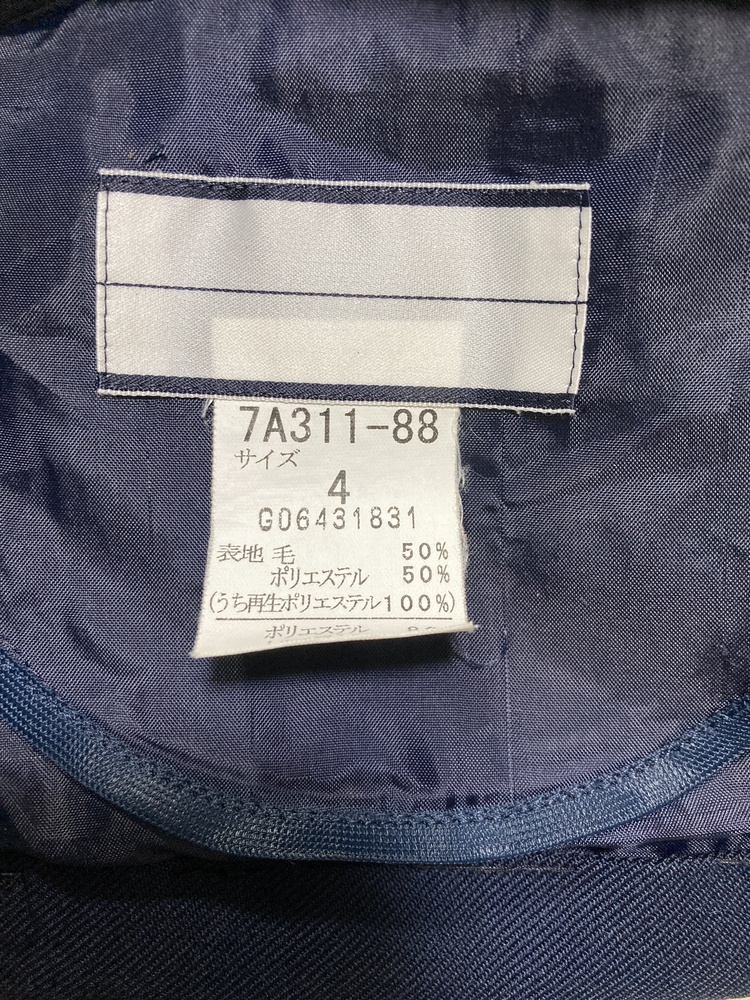 7A311-88
サイズ
4
G06431831
表地 毛 50%
ポリエステル 50%
(うち再生ポリエステル100%)
ポリエステル